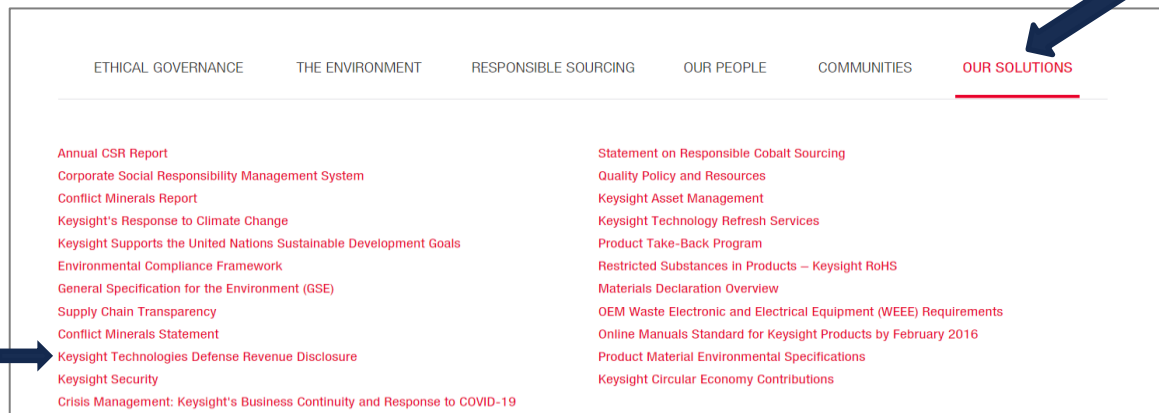 ETHICAL GOVERNANCE THE ENVIRONMENT RESPONSIBLE SOURCING OUR PEOPLE COMMUNITIES OUR SOLUTIONS
Annual CSR Report
Corporate Social Responsibility Management System
Conflict Minerals Report
Keysight's Response to Climate Change
Keysight Supports the United Nations Sustainable Development Goals
Environmental Compliance Framework
General Specification for the Environment (GSE)
Supply Chain Transparency
Conflict Minerals Statement
Keysight Technologies Defense Revenue Disclosure
Keysight Security
Crisis Management: Keysight's Business Continuity and Response to COVID-19
Statement on Responsible Cobalt Sourcing
Quality Policy and Resources
Keysight Asset Management
Keysight Technology Refresh Services
Product Take-Back Program
Restricted Substances in Products – Keysight RoHS
Materials Declaration Overview
OEM Waste Electronic and Electrical Equipment (WEEE) Requirements
Online Manuals Standard for Keysight Products by February 2016
Product Material Environmental Specifications
Keysight Circular Economy Contributions